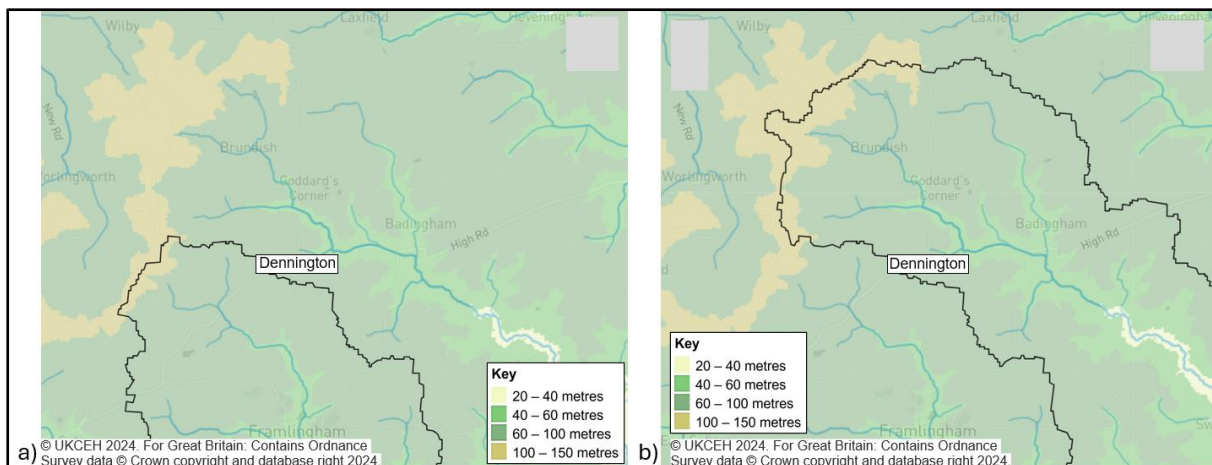 Wilby
Laxfield
Heveningham
New Rd
Brundish
Worlingworth
Goddard's
Corner
Badingham
High Rd
Dennington
Framlingham
Key
20 – 40 metres
40 – 60 metres
60 – 100 metres
100 – 150 metres
a)
© UKCEH 2024. For Great Britain: Contains Ordnance
Survey data © Crown copyright and database right 2024
Wilby
Laxfield
Heveningham
New Rd
Brundish
Worlingworth
Goddard's
Corner
Badingham
High Rd
Dennington
Framlingham
Key
20 – 40 metres
40 – 60 metres
60 – 100 metres
100 – 150 metres
b)
© UKCEH 2024. For Great Britain: Contains Ordnance
Survey data © Crown copyright and database right 2024